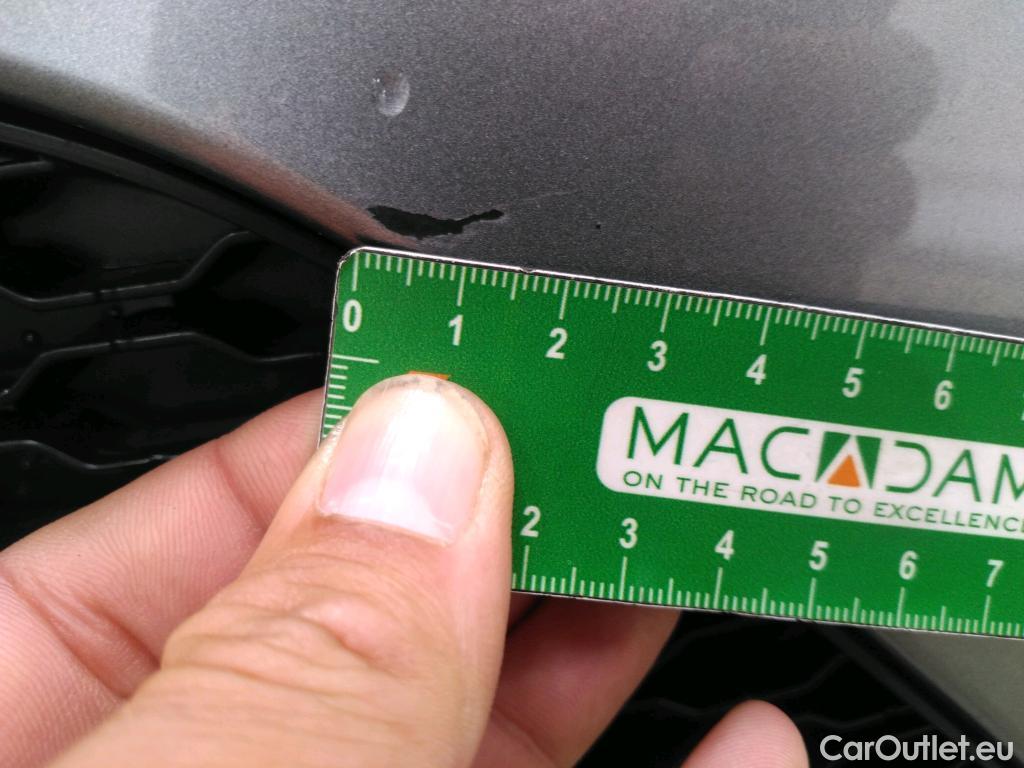 0 1 2 3 4 5 6
MACADAM
ON THE ROAD TO EXCELLENC
2 3 4 5 6 7
CarOutlet.eu